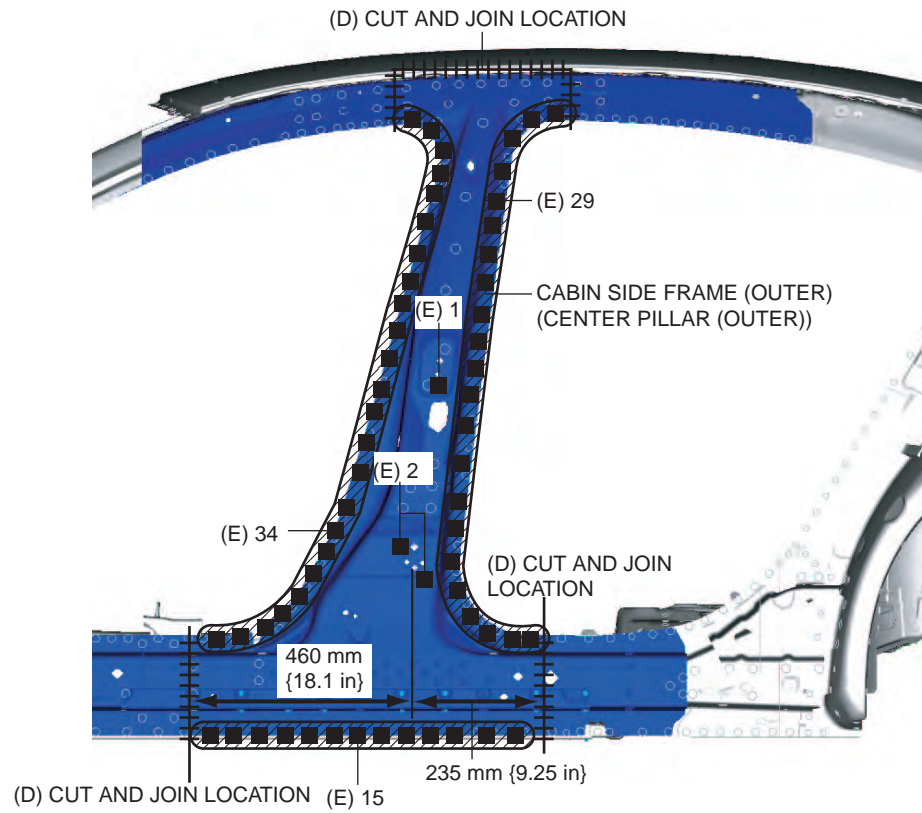 (D) CUT AND JOIN LOCATION
(E) 29
CABIN SIDE FRAME (OUTER)
(CENTER PILLAR (OUTER))
(E) 1
(E) 2
(E) 34
(D) CUT AND JOIN
LOCATION
460 mm
{18.1 in}
235 mm {9.25 in}
(D) CUT AND JOIN LOCATION
(E) 15